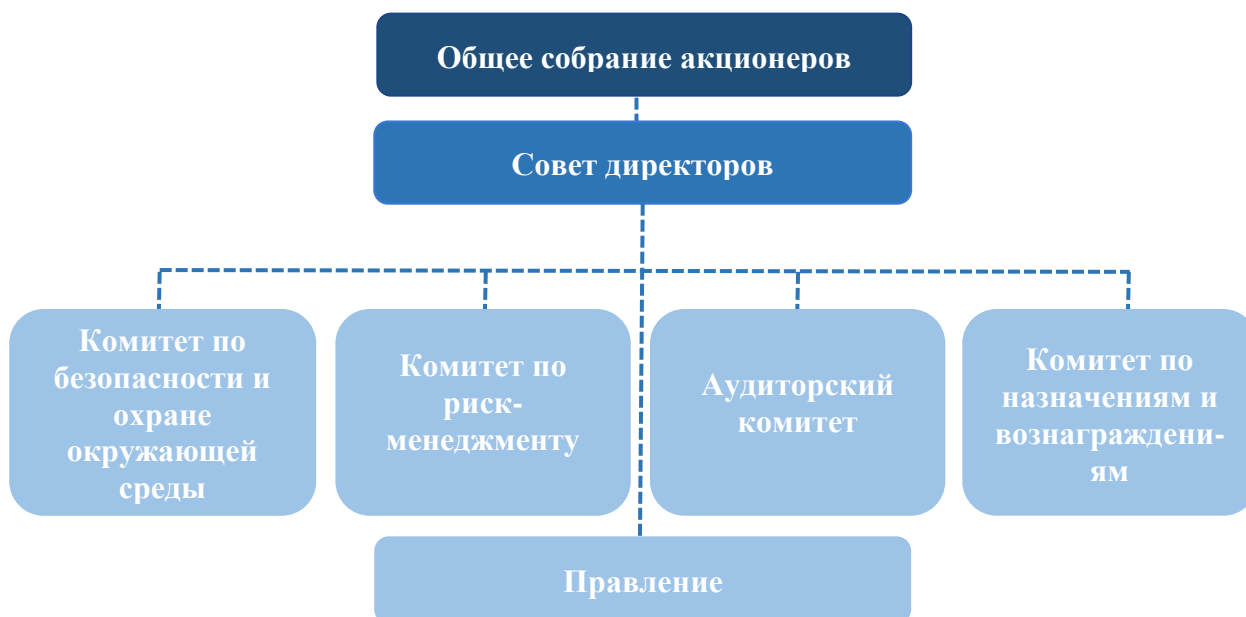 Общее собрание акционеров
Совет директоров
Комитет по
безопасности и
охране
окружающей
среды
Комитет по
риск-
менеджменту
Аудиторский
комитет
Комитет по
назначениям и
вознаграждени-
ям
Правление